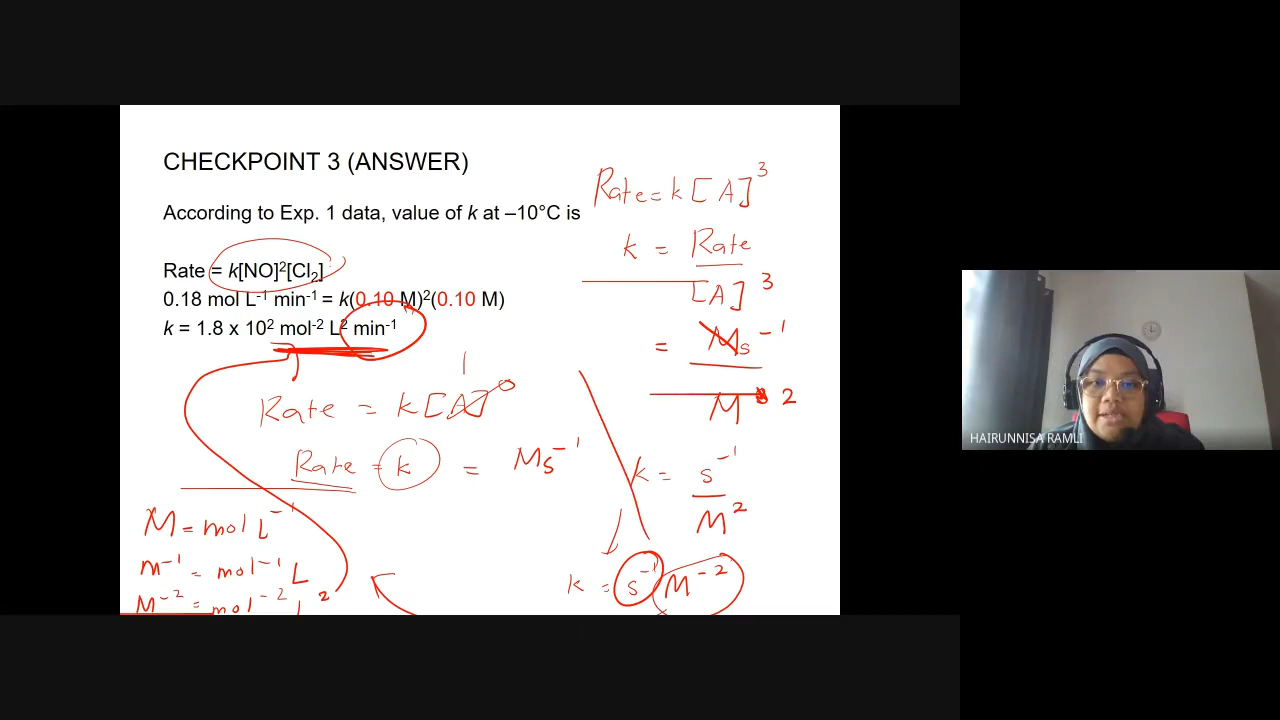 CHECKPOINT 3 (ANSWER)
According to Exp. 1 data, value of k at –10°C is
Rate = k[NO]²[Cl₂]
0.18 mol L⁻¹ min⁻¹ = k(0.10 M)²(0.10 M)
k = 1.8 x 10² mol⁻² L² min⁻¹
1
Rate = k[A]⁰
Rate = k = Ms⁻¹
M = mol L⁻¹
m⁻¹ = mol⁻¹ L
M⁻² = mol⁻² L²
Rate = k[A]³
k = Rate
[A]³
= Ms⁻¹
M 2
k = s⁻¹
M²
k = s⁻¹ M⁻²
HAIRUNNISA RAMLI